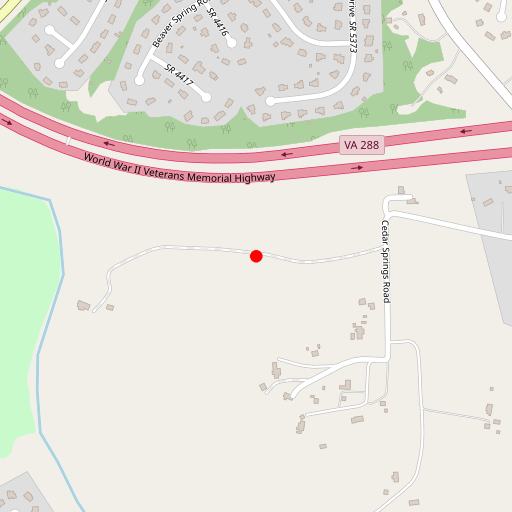 Beaver Spring Ro
SR 4416
SR 4417
Drive SR 5373
VA 288
World War II Veterans Memorial Highway
Cedar Springs Road